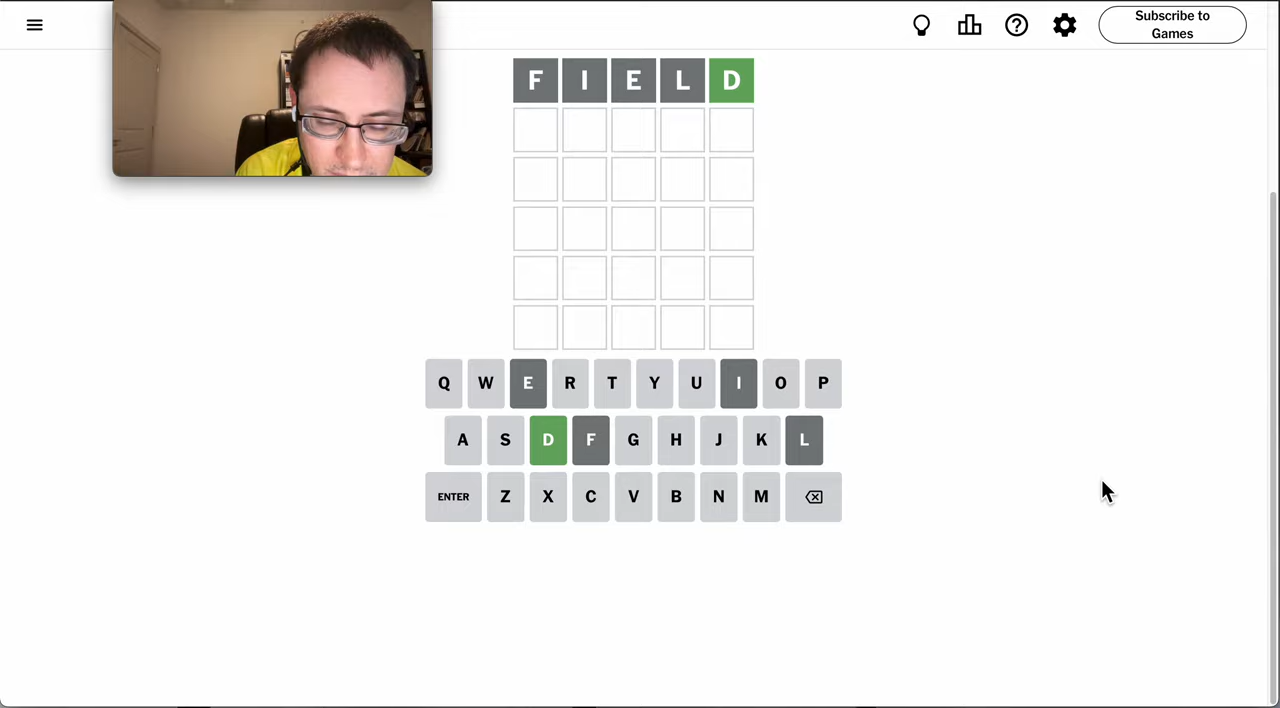 Subscribe to
Games
F I E L D
Q W E R T Y U I O P
A S D F G H J K L
ENTER Z X C V B N M